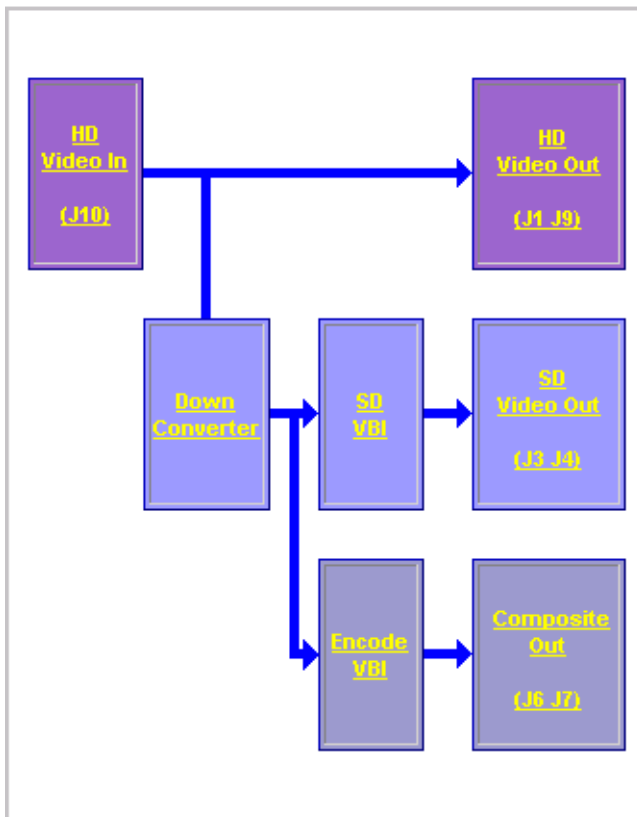 HD
Video In
(J10)
HD
Video Out
(J1 J9)
Down
Converter
SD
VBI
SD
Video Out
(J3 J4)
Encode
VBI
Composite
Out
(J6 J7)